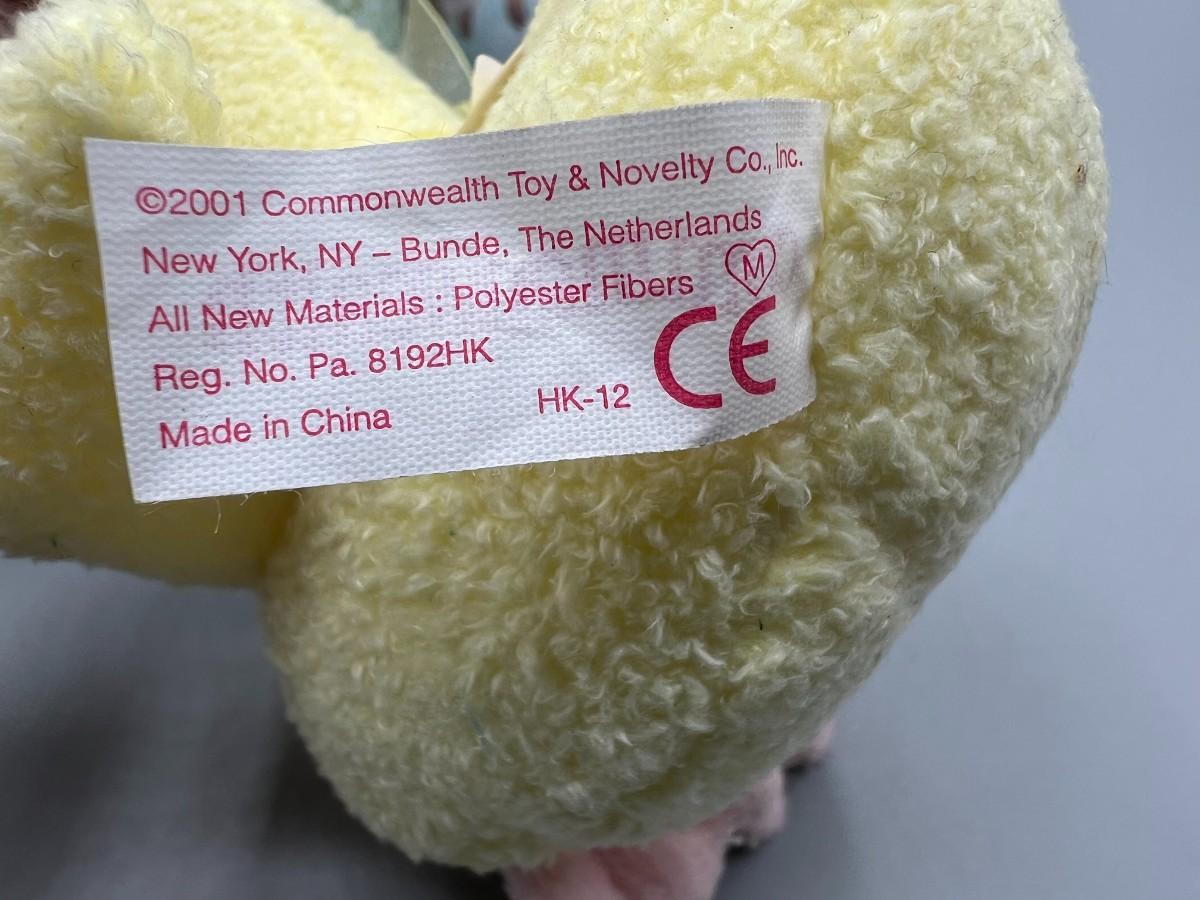 ©2001 Commonwealth Toy & Novelty Co., Inc.
New York, NY – Bunde, The Netherlands
All New Materials : Polyester Fibers
M
Reg. No. Pa. 8192HK
Made in China
HK-12
CE